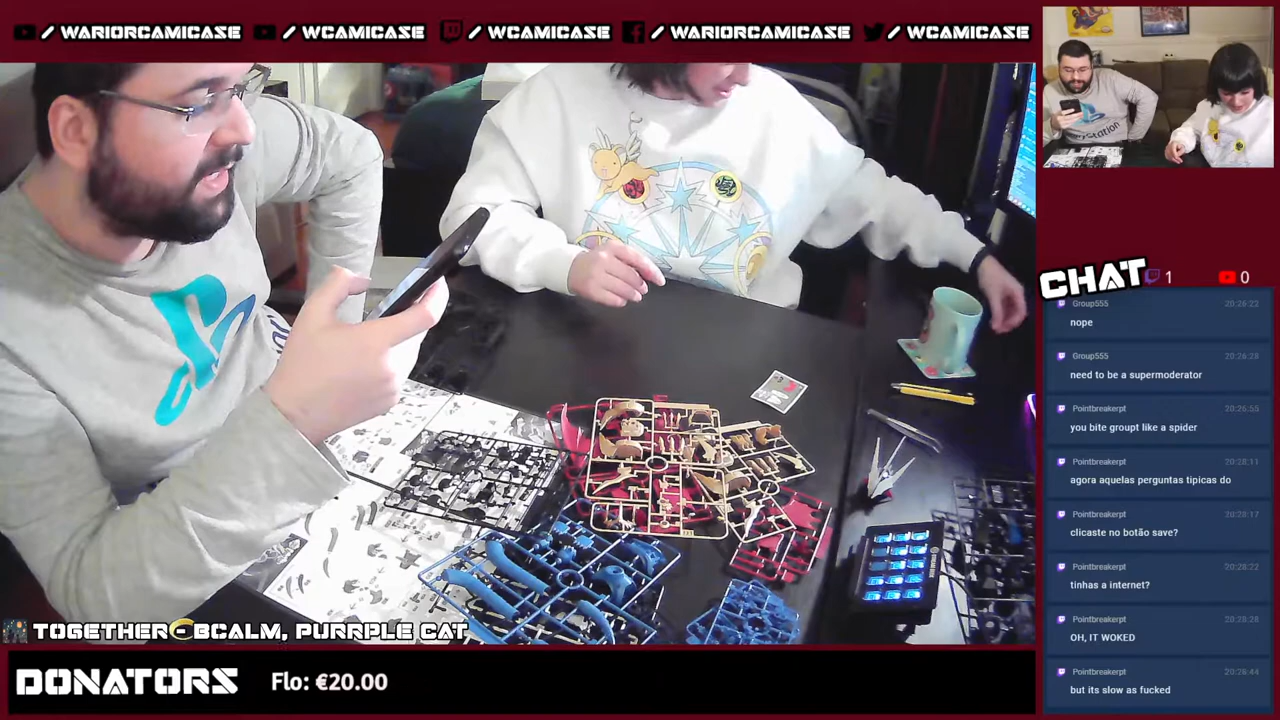 / WARIORCAMICASE / WCAMICASE / WCAMICASE / WARIORCAMICASE / WCAMICASE
CHAT 1 0
Group555 20:26:22
nope
Group555 20:26:28
need to be a supermoderator
Pointbreakerpt 20:26:55
you bite groupt like a spider
Pointbreakerpt 20:28:11
agora aquelas perguntas tipicas do
Pointbreakerpt 20:28:17
clicaste no botão save?
Pointbreakerpt 20:28:22
tinhas a internet?
Pointbreakerpt 20:28:28
OH, IT WOKED
Pointbreakerpt 20:28:44
but its slow as fucked
TOGETHER - BCALM, PURRPLE CAT
DONATORS Flo: €20.00